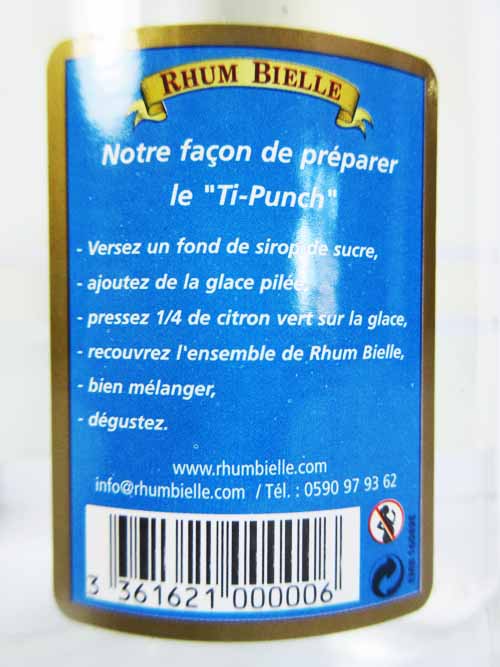 RHUM BIELLE
Notre façon de préparer
le "Ti-Punch"
- Versez un fond de sirop de sucre,
- ajoutez de la glace pilée,
- pressez 1/4 de citron vert sur la glace,
- recouvrez l'ensemble de Rhum Bielle,
- bien mélanger,
- dégustez.
www.rhumbielle.com
info@rhumbielle.com / Tél. : 0590 97 93 62
3 361621 000006